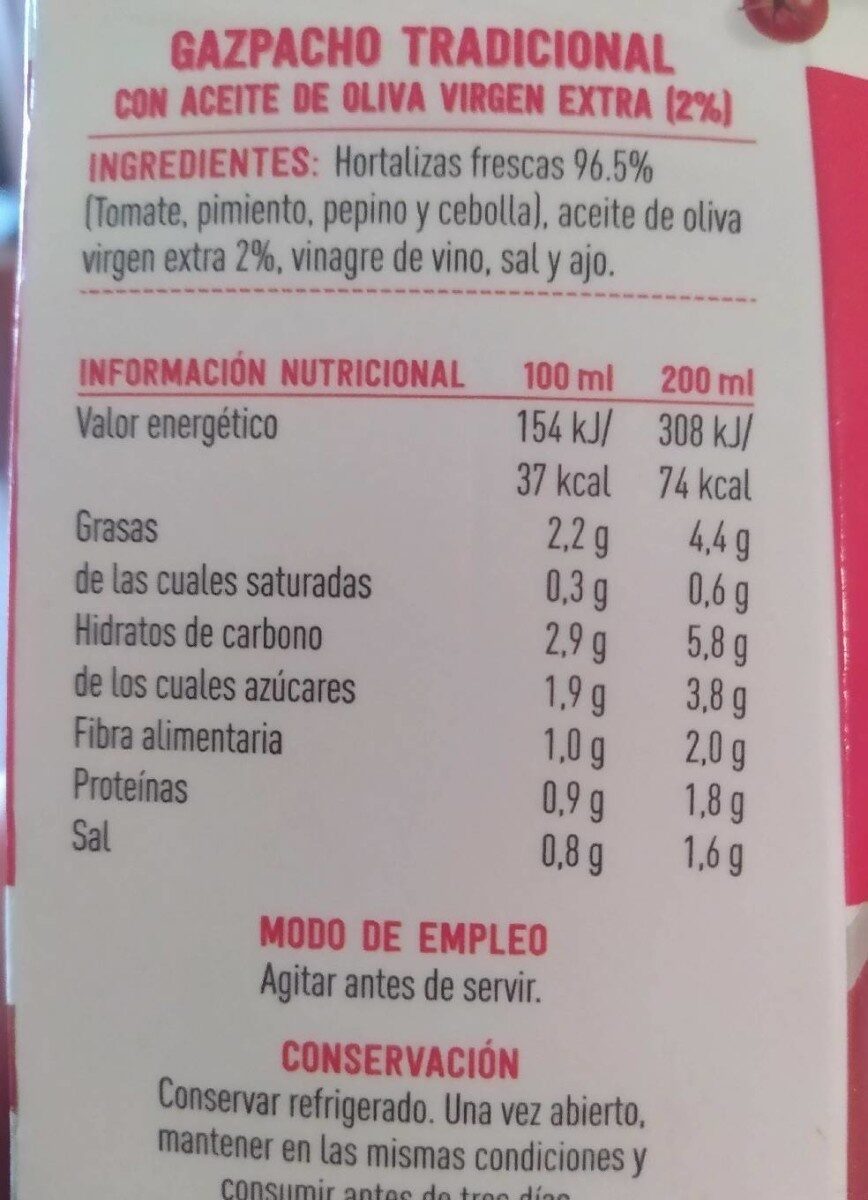 GAZPACHO TRADICIONAL
CON ACEITE DE OLIVA VIRGEN EXTRA (2%)
INGREDIENTES: Hortalizas frescas 96.5%
(Tomate, pimiento, pepino y cebolla), aceite de oliva
virgen extra 2%, vinagre de vino, sal y ajo.
INFORMACIÓN NUTRICIONAL 100 ml 200 ml
Valor energético 154 kJ/ 308 kJ/
37 kcal 74 kcal
Grasas 2,2 g 4,4 g
de las cuales saturadas 0,3 g 0,6 g
Hidratos de carbono 2,9 g 5,8 g
de los cuales azúcares 1,9 g 3,8 g
Fibra alimentaria 1,0 g 2,0 g
Proteínas 0,9 g 1,8 g
Sal 0,8 g 1,6 g
MODO DE EMPLEO
Agitar antes de servir.
CONSERVACIÓN
Conservar refrigerado. Una vez abierto,
mantener en las mismas condiciones y
consumir antes de tres días